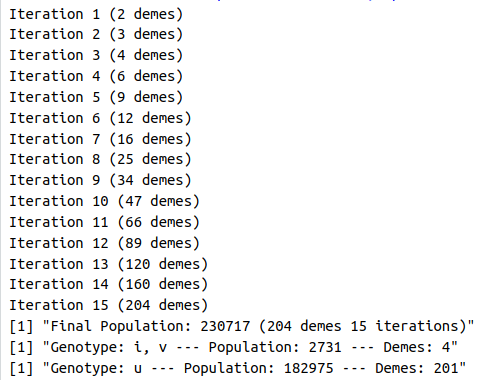 Iteration 1 (2 demes)
Iteration 2 (3 demes)
Iteration 3 (4 demes)
Iteration 4 (6 demes)
Iteration 5 (9 demes)
Iteration 6 (12 demes)
Iteration 7 (16 demes)
Iteration 8 (25 demes)
Iteration 9 (34 demes)
Iteration 10 (47 demes)
Iteration 11 (66 demes)
Iteration 12 (89 demes)
Iteration 13 (120 demes)
Iteration 14 (160 demes)
Iteration 15 (204 demes)
[1] "Final Population: 230717 (204 demes 15 iterations)"
[1] "Genotype: i, v --- Population: 2731 --- Demes: 4"
[1] "Genotype: u --- Population: 182975 --- Demes: 201"